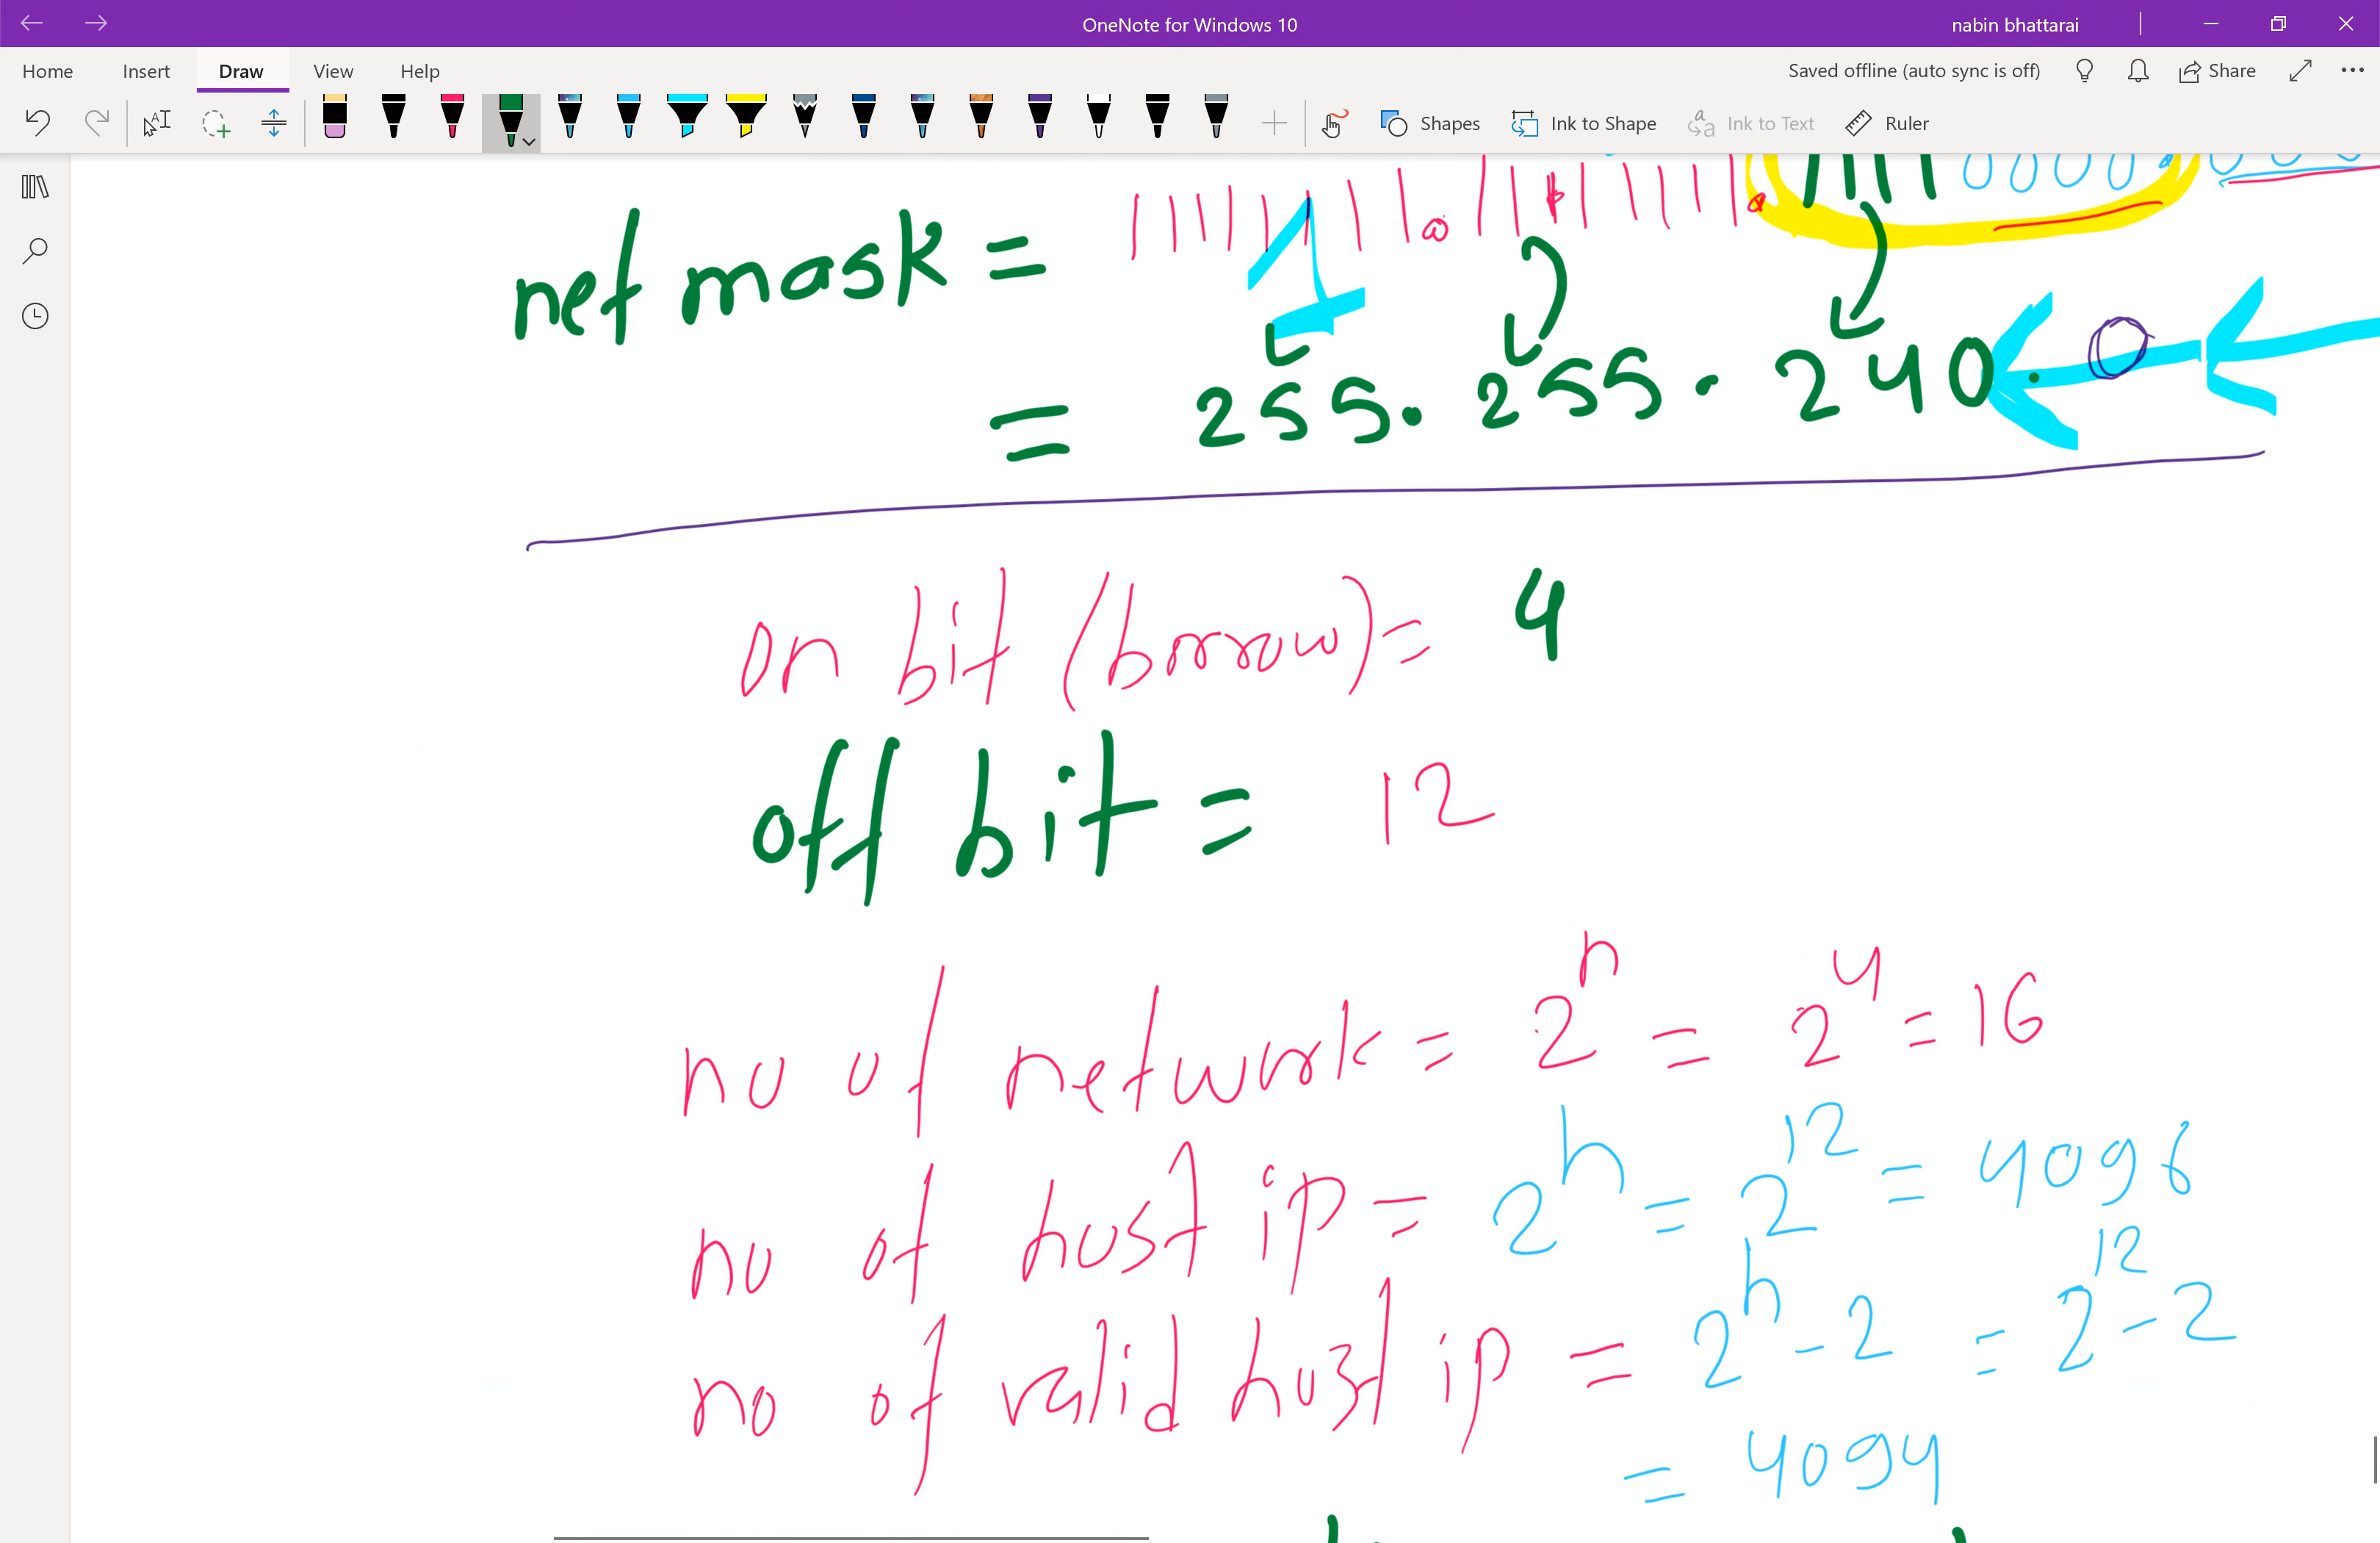 OneNote for Windows 10
nabin bhattarai
Home Insert Draw View Help
Saved offline (auto sync is off)
Share
Shapes
Ink to Shape
Ink to Text
Ruler
net mask =
= 255.255.240.0
on bit (borrow) = 4
off bit = 12
no of network = 2^n = 2^4 = 16
no of host ip = 2^h = 2^12 = 4096
no of valid host ip = 2^h - 2 = 2^12 - 2
= 4094